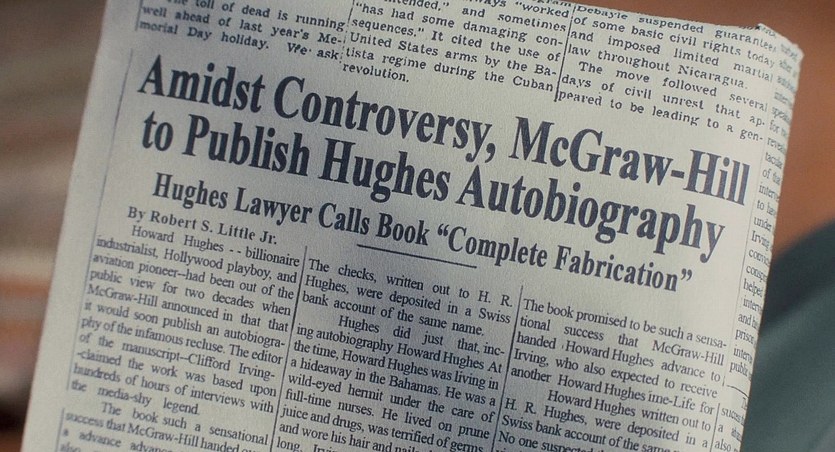 toll of dead is running
well ahead of last year's Me-
morial Day holiday. We ask
"has had some damaging con-
sequences." It cited the use of
United States arms by the Ba-
tista regime during the Cuban
revolution.
Debayle suspended guarantees
of some basic civil rights today
and imposed limited martial
law throughout Nicaragua.
The move followed several
days of civil unrest that ap-
peared to be leading to a gen-
Amidst Controversy, McGraw-Hill
to Publish Hughes Autobiography
Hughes Lawyer Calls Book "Complete Fabrication"
By Robert S. Little Jr.
Howard Hughes -- billionaire
industrialist, Hollywood playboy, and
aviation pioneer--had been out of the
public view for two decades when
McGraw-Hill announced in that that
it would soon publish an autobiogra-
phy of the infamous recluse. The editor
of the manuscript--Clifford Irving-
-claimed the work was based upon
hundreds of hours of interviews with
the media-shy legend.
The book such a sensational
success that McGraw-Hill handed
a advance
The checks, written out to H. R.
Hughes, were deposited in a Swiss
bank account of the same name.
Hughes did just that, inc-
ing autobiography Howard Hughes At
the time, Howard Hughes was living in
a hideaway in the Bahamas. He was a
wild-eyed hermit under the care of
full-time nurses. He lived on prune
juice and drugs, was terrified of germs
and wore his hair and
The book promised to be such a sensa-
tional success that McGraw-Hill
handed Howard Hughes advance to
Irving, who also expected to receive
another Howard Hughes ime-Life for
Howard Hughes written out to
H. R. Hughes, were deposited in a
Swiss bank account of the same
No one suspected